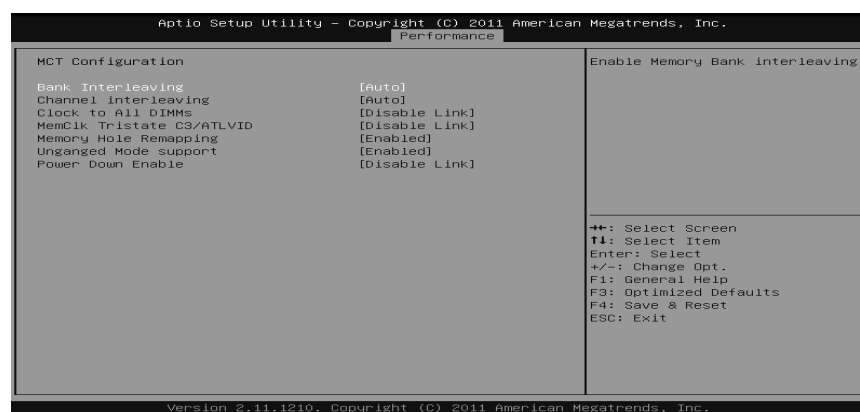 Aptio Setup Utility – Copyright (C) 2011 American Megatrends, Inc.
Performance
MCT Configuration
Bank Interleaving [Auto]
Channel interleaving [Auto]
Clock to All DIMMs [Disable Link]
MemClk Tristate C3/ATLVID [Disable Link]
Memory Hole Remapping [Enabled]
Unganged Mode support [Enabled]
Power Down Enable [Disable Link]
Enable Memory Bank interleaving
→←: Select Screen
↑↓: Select Item
Enter: Select
+/-: Change Opt.
F1: General Help
F3: Optimized Defaults
F4: Save & Reset
ESC: Exit
Version 2.11.1210. Copyright (C) 2011 American Megatrends, Inc.